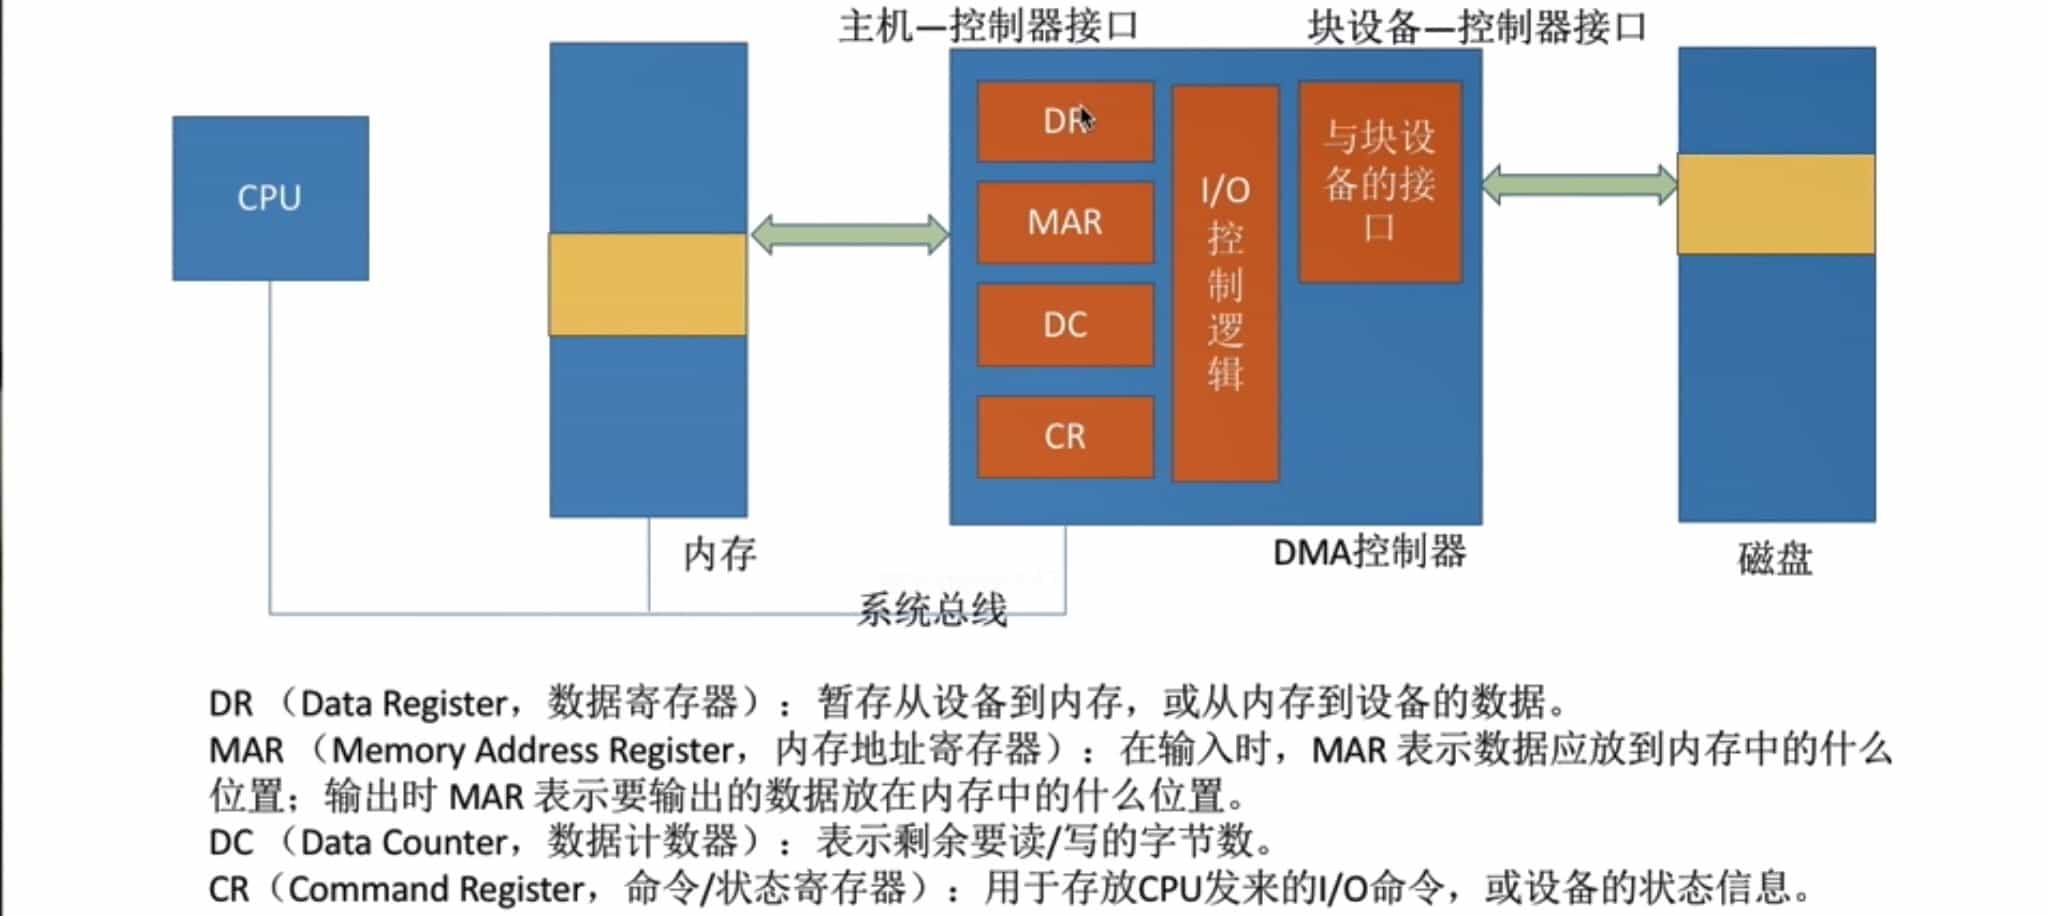 主机—控制器接口
块设备—控制器接口
CPU
DR
MAR
DC
CR
I/O
控
制
逻
辑
与块设
备的接
口
内存
DMA控制器
磁盘
系统总线
DR （Data Register，数据寄存器）：暂存从设备到内存，或从内存到设备的数据。
MAR （Memory Address Register，内存地址寄存器）：在输入时，MAR 表示数据应放到内存中的什么
位置；输出时 MAR 表示要输出的数据放在内存中的什么位置。
DC （Data Counter，数据计数器）：表示剩余要读/写的字节数。
CR（Command Register，命令/状态寄存器）：用于存放CPU发来的I/O命令，或设备的状态信息。